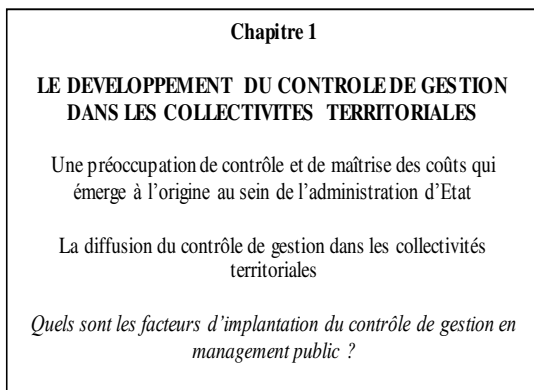 Chapitre 1
LE DEVELOPPEMENT DU CONTROLE DE GESTION
DANS LES COLLECTIVITES TERRITORIALES
Une préoccupation de contrôle et de maîtrise des coûts qui
émerge à l'origine au sein de l'administration d'Etat
La diffusion du contrôle de gestion dans les collectivités
territoriales
Quels sont les facteurs d'implantation du contrôle de gestion en
management public ?